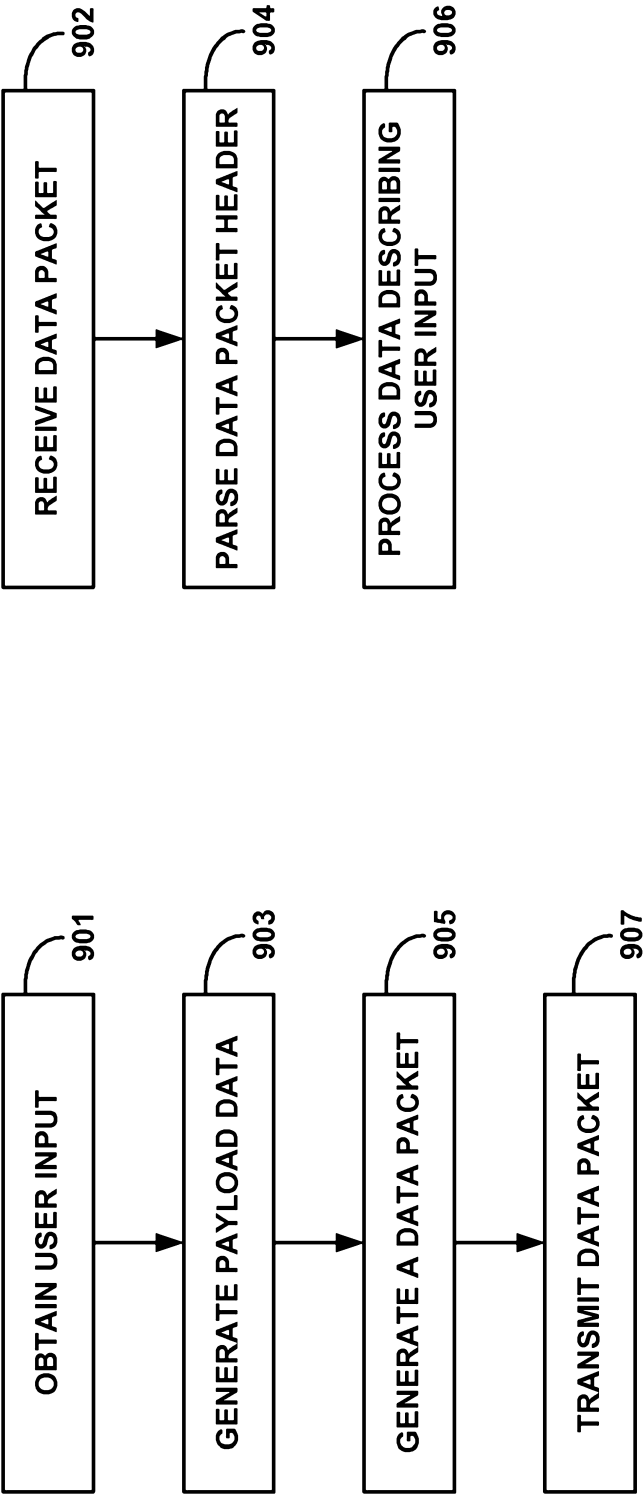 OBTAIN USER INPUT
901
GENERATE PAYLOAD DATA
903
GENERATE A DATA PACKET
905
TRANSMIT DATA PACKET
907
RECEIVE DATA PACKET
902
PARSE DATA PACKET HEADER
904
PROCESS DATA DESCRIBING
USER INPUT
906